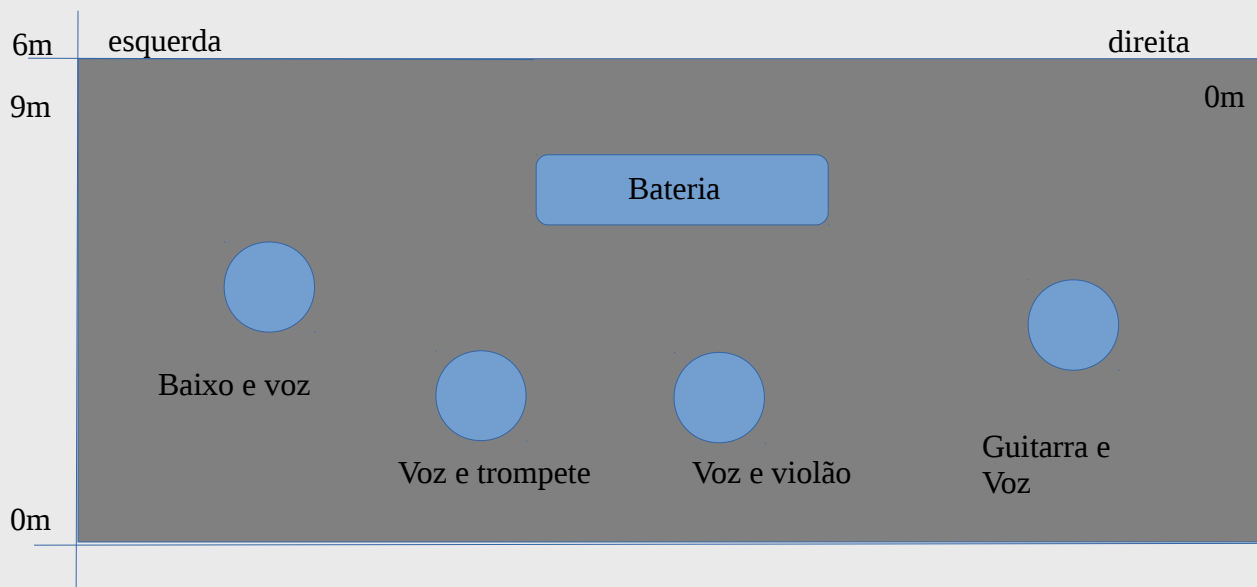 6m
esquerda
direita
9m
0m
Bateria
Baixo e voz
Voz e trompete
Voz e violão
Guitarra e
Voz
0m